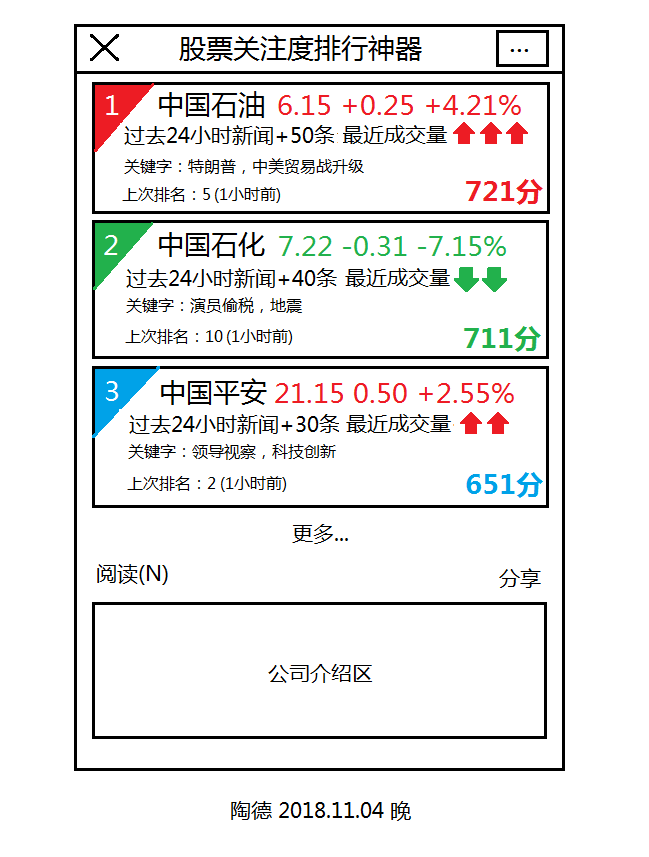 股票关注度排行神器 ...
1 中国石油 6.15 +0.25 +4.21%
过去24小时新闻+50条 最近成交量
关键字：特朗普，中美贸易战升级
上次排名：5 (1小时前) 721分
2 中国石化 7.22 -0.31 -7.15%
过去24小时新闻+40条 最近成交量
关键字：演员偷税，地震
上次排名：10 (1小时前) 711分
3 中国平安 21.15 0.50 +2.55%
过去24小时新闻+30条 最近成交量
关键字：领导视察，科技创新
上次排名：2 (1小时前) 651分
更多...
阅读(N) 分享
公司介绍区
陶德 2018.11.04 晚